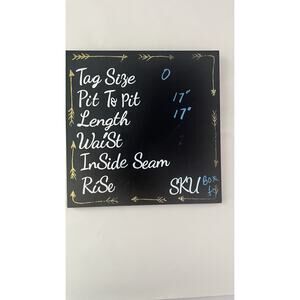 Tag Size 0
Pit To Pit 17"
Length 17"
WaiSt
InSide Seam
RiSe SKU BOX